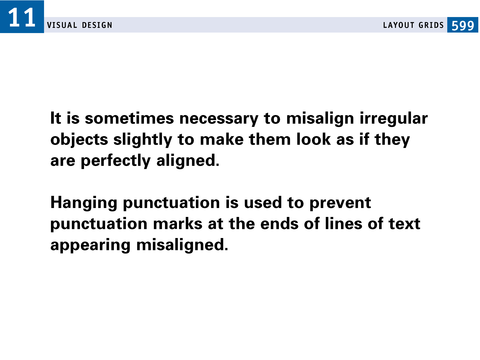 11 VISUAL DESIGN LAYOUT GRIDS 599
It is sometimes necessary to misalign irregular
objects slightly to make them look as if they
are perfectly aligned.
Hanging punctuation is used to prevent
punctuation marks at the ends of lines of text
appearing misaligned.